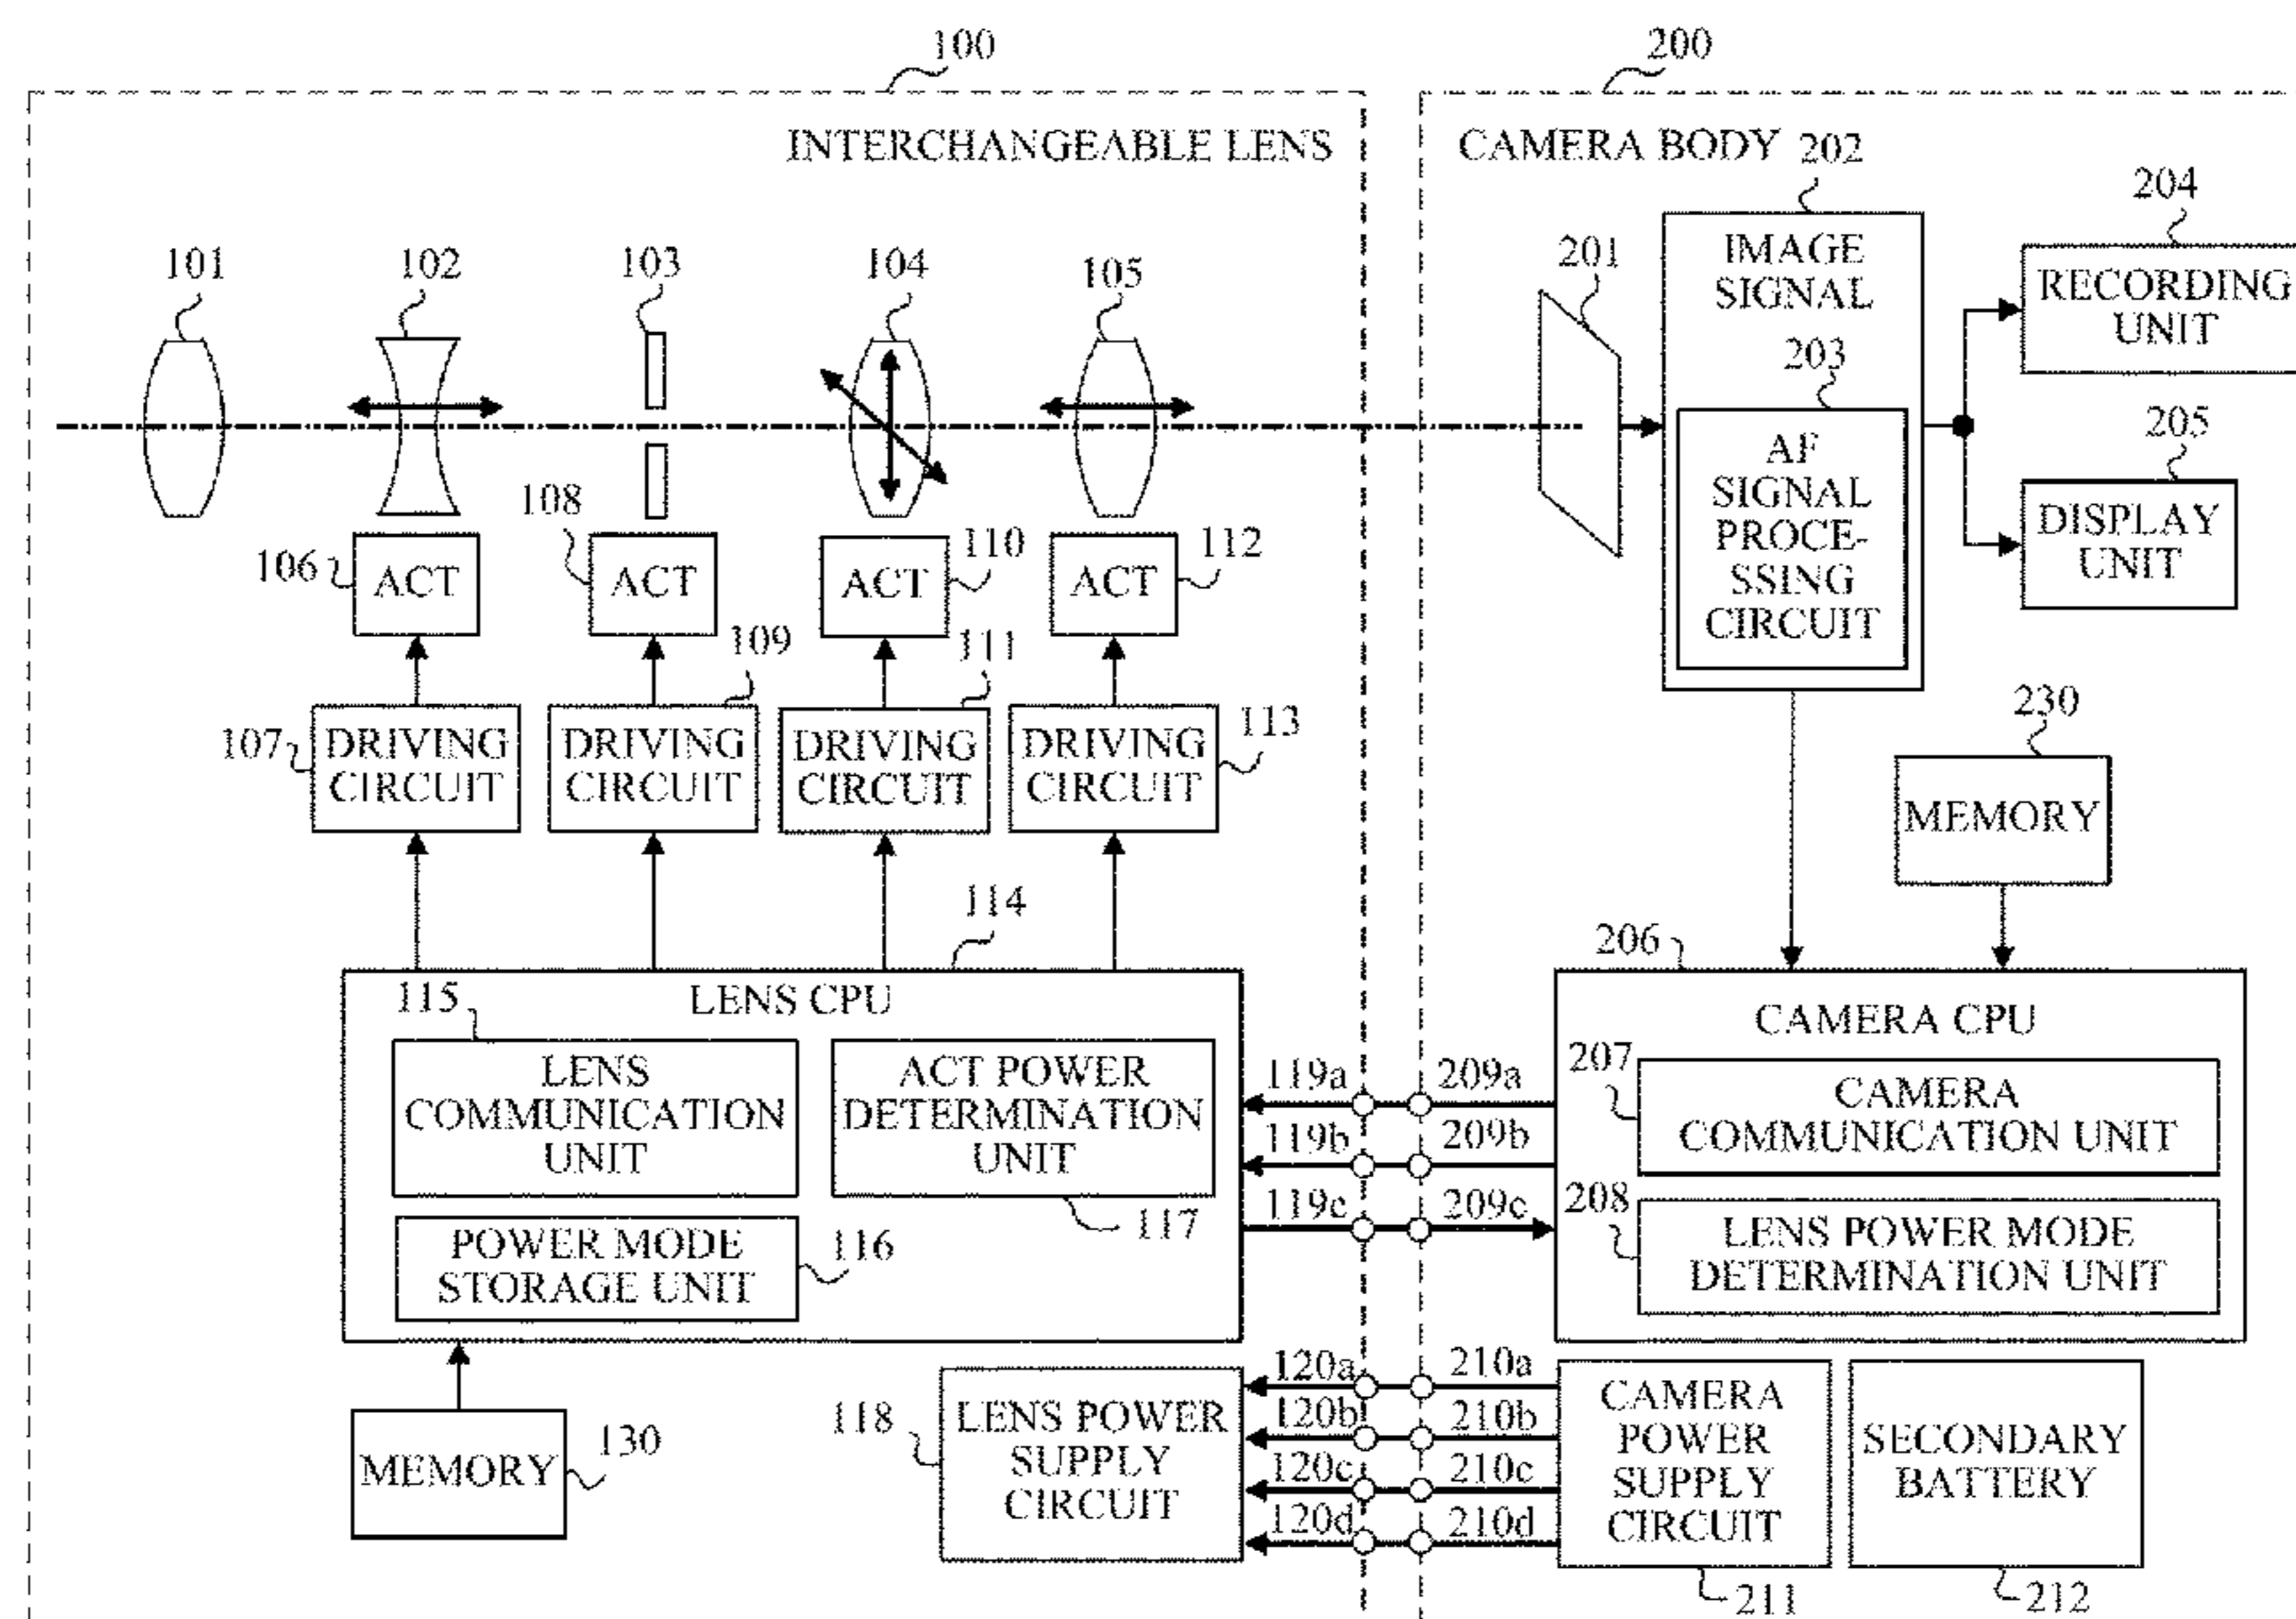 100
200
INTERCHANGEABLE LENS
CAMERA BODY
202
204
101
102
103
104
105
201
IMAGE
SIGNAL
RECORDING
UNIT
203
205
AF
SIGNAL
PROCE-
SSING
CIRCUIT
DISPLAY
UNIT
106
ACT
108
ACT
110
ACT
112
ACT
107
DRIVING
CIRCUIT
109
DRIVING
CIRCUIT
111
DRIVING
CIRCUIT
113
DRIVING
CIRCUIT
230
MEMORY
114
206
LENS CPU
115
LENS
COMMUNICATION
UNIT
ACT POWER
DETERMINATION
UNIT
117
POWER MODE
STORAGE UNIT
116
119a
209a
119b
209b
119c
209c
CAMERA CPU
207
CAMERA
COMMUNICATION UNIT
208
LENS POWER MODE
DETERMINATION UNIT
MEMORY
130
118
LENS POWER
SUPPLY
CIRCUIT
120a
210a
120b
210b
120c
210c
120d
210d
CAMERA
POWER
SUPPLY
CIRCUIT
211
SECONDARY
BATTERY
212